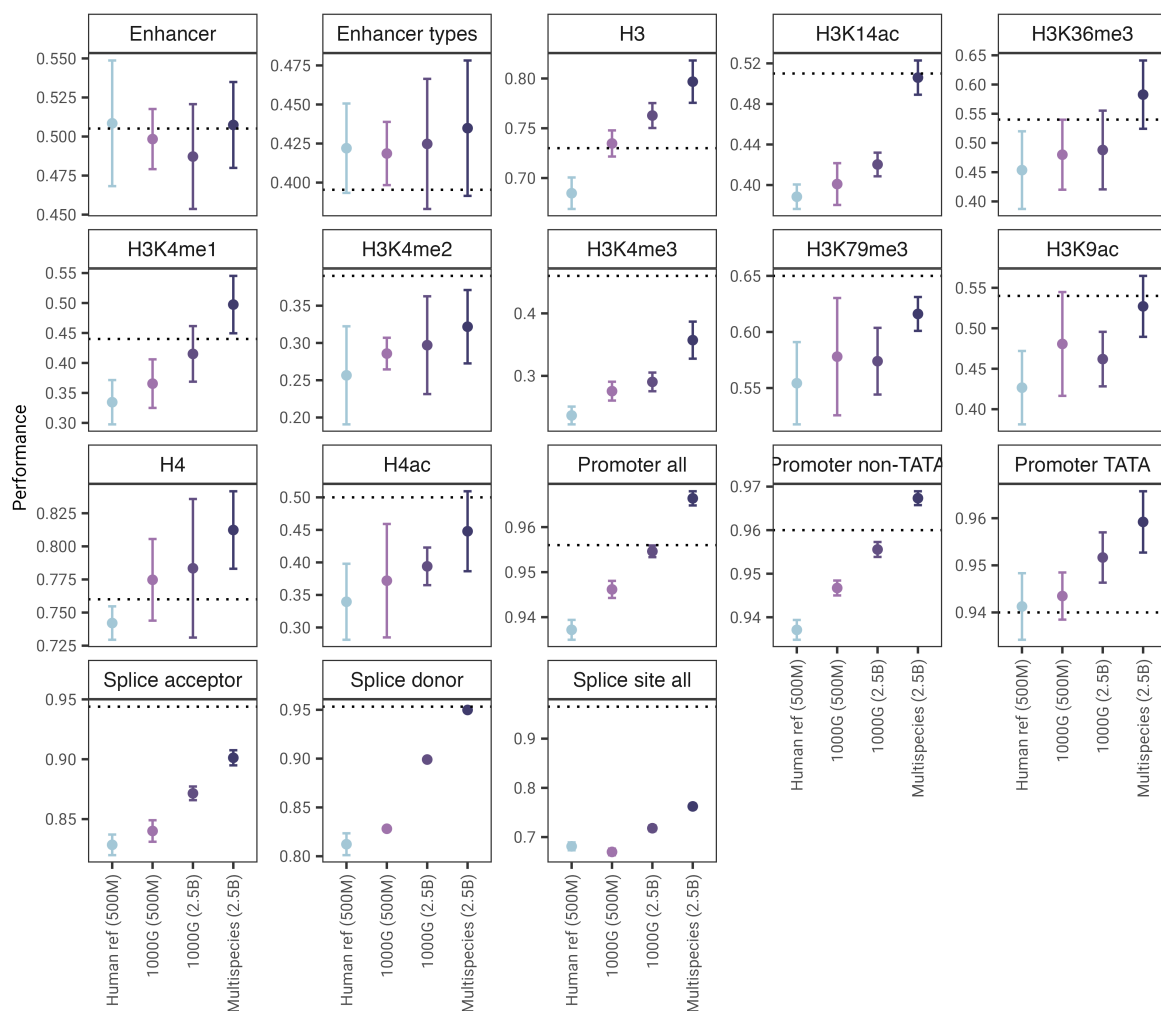 Performance
Enhancer
0.550
0.525
0.500
0.475
0.450
Enhancer types
0.475
0.450
0.425
0.400
H3
0.80
0.75
0.70
H3K14ac
0.52
0.48
0.44
0.40
H3K36me3
0.65
0.60
0.55
0.50
0.45
0.40
H3K4me1
0.55
0.50
0.45
0.40
0.35
0.30
H3K4me2
0.35
0.30
0.25
0.20
H3K4me3
0.4
0.3
H3K79me3
0.65
0.60
0.55
H3K9ac
0.55
0.50
0.45
0.40
H4
0.825
0.800
0.775
0.750
0.725
H4ac
0.50
0.45
0.40
0.35
0.30
Promoter all
0.96
0.95
0.94
Promoter non-TATA
0.97
0.96
0.95
0.94
Human ref (500M)
1000G (500M)
1000G (2.5B)
Multispecies (2.5B)
Promoter TATA
0.96
0.95
0.94
Human ref (500M)
1000G (500M)
1000G (2.5B)
Multispecies (2.5B)
Splice acceptor
0.95
0.90
0.85
Human ref (500M)
1000G (500M)
1000G (2.5B)
Multispecies (2.5B)
Splice donor
0.95
0.90
0.85
0.80
Human ref (500M)
1000G (500M)
1000G (2.5B)
Multispecies (2.5B)
Splice site all
0.9
0.8
0.7
Human ref (500M)
1000G (500M)
1000G (2.5B)
Multispecies (2.5B)